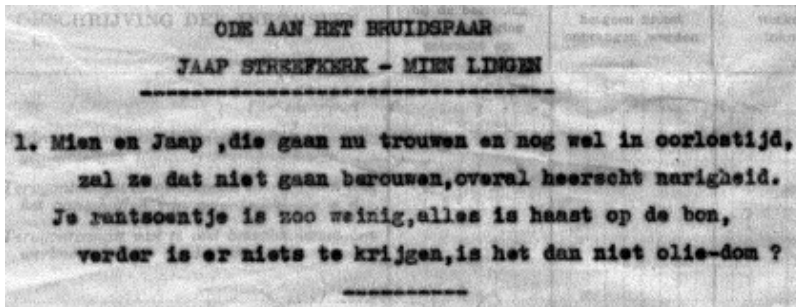 ODE AAN HET BRUIDSPAAR
JAAP STREEFKERK - MIEN LINGEN
1. Mien en Jaap ,die gaan nu trouwen en nog wel in oorlostijd,
zal ze dat niet gaan berouwen,overal heerscht narigheid.
Je rantsoentje is zoo weinig,alles is haast op de bon,
verder is er niets te krijgen,is het dan niet olie-dom ?